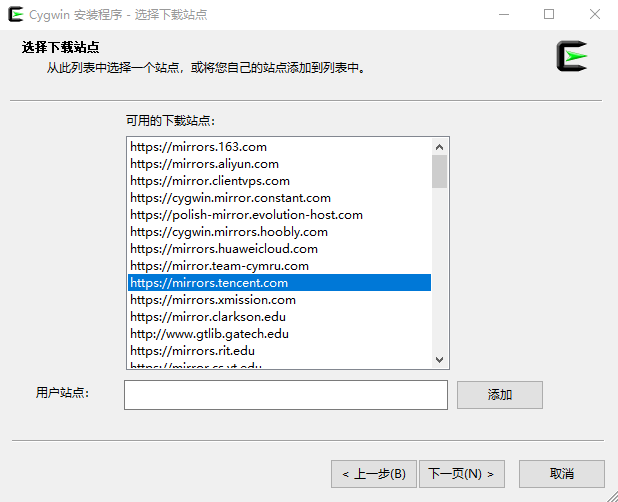 Cygwin 安装程序 - 选择下载站点
选择下载站点
从此列表中选择一个站点，或将您自己的站点添加到列表中。
可用的下载站点：
https://mirrors.163.com
https://mirrors.aliyun.com
https://mirror.clientvps.com
https://cygwin.mirror.constant.com
https://polish-mirror.evolution-host.com
https://cygwin.mirrors.hoobly.com
https://mirrors.huaweicloud.com
https://mirror.team-cymru.com
https://mirrors.tencent.com
https://mirrors.xmission.com
https://mirror.clarkson.edu
http://www.gtlib.gatech.edu
https://mirrors.rit.edu
https://mirror.cs.vt.edu
用户站点：
添加
< 上一步(B)
下一页(N) >
取消